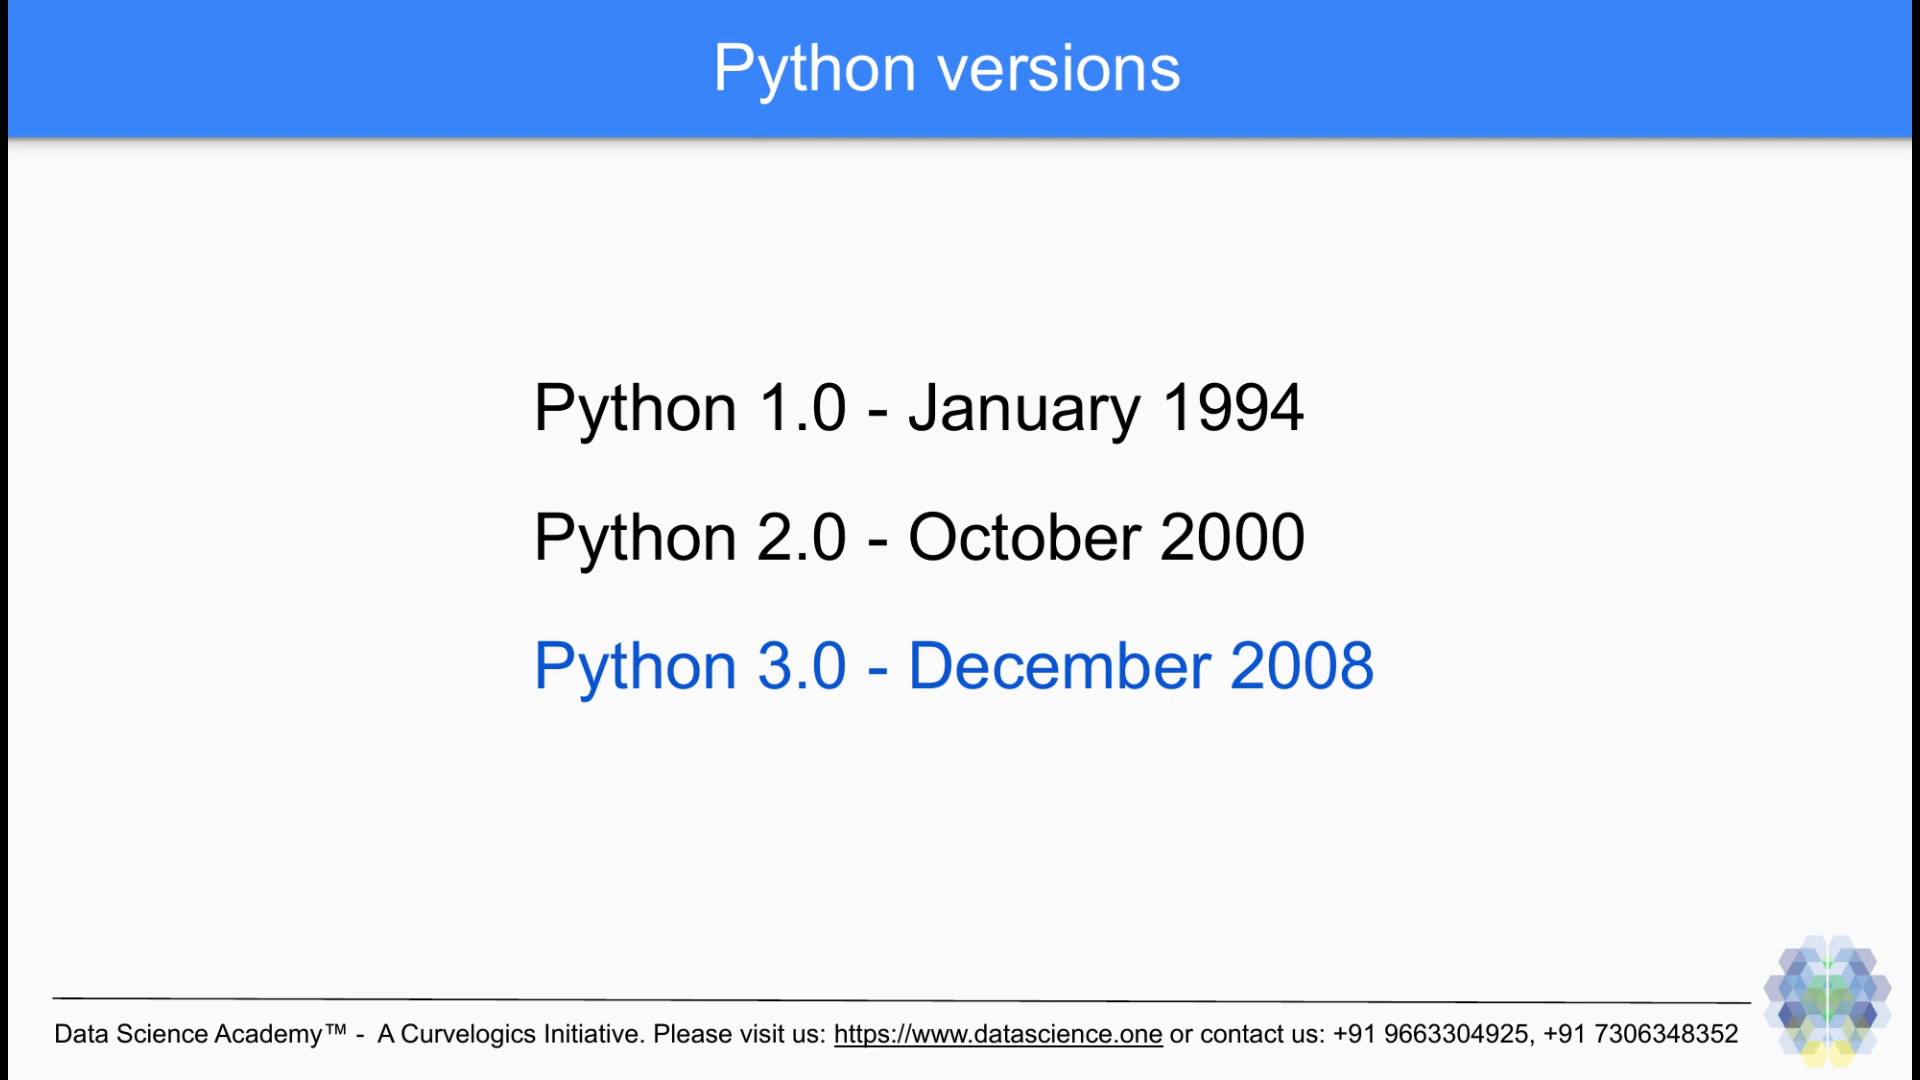 Python versions
Python 1.0 - January 1994
Python 2.0 - October 2000
Python 3.0 - December 2008
Data Science Academy™ - A Curvelogics Initiative. Please visit us: https://www.datascience.one or contact us: +91 9663304925, +91 7306348352